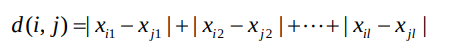 d(i, j) =| x_{i1} − x_{j1} | + | x_{i2} − x_{j2} | +⋯+ | x_{il} − x_{jl} |